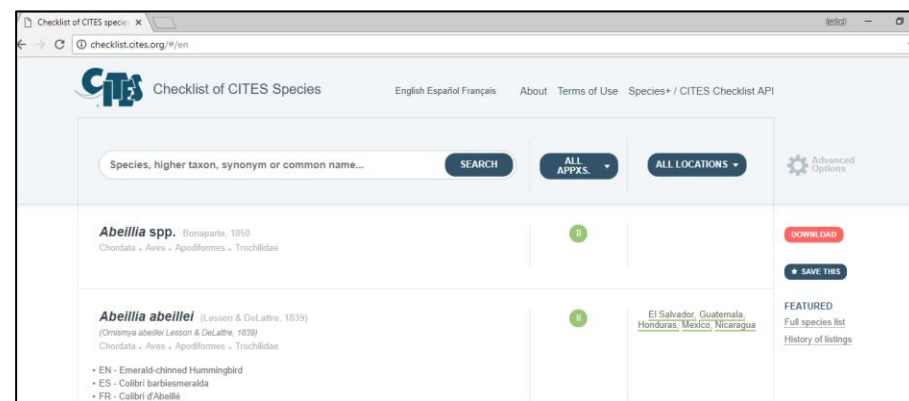 Checklist of CITES specie
checklist.cites.org/#/en
CITES
Checklist of CITES Species
English Español Français
About Terms of Use Species+ / CITES Checklist API
Species, higher taxon, synonym or common name...
SEARCH
ALL APPXS.
ALL LOCATIONS
Advanced Options
Abeillia spp. Bonaparte, 1850
Chordata . Aves . Apodiformes . Trochilidae
II
DOWNLOAD
★ SAVE THIS
Abeillia abeillei (Lesson & DeLattre, 1839)
(Ornismya abeillei Lesson & DeLattre, 1839)
Chordata . Aves . Apodiformes . Trochilidae
• EN - Emerald-chinned Hummingbird
• ES - Colibrí barbiesmeralda
• FR - Colibri d'Abeillé
II
El Salvador, Guatemala,
Honduras, Mexico, Nicaragua
FEATURED
Full species list
History of listings